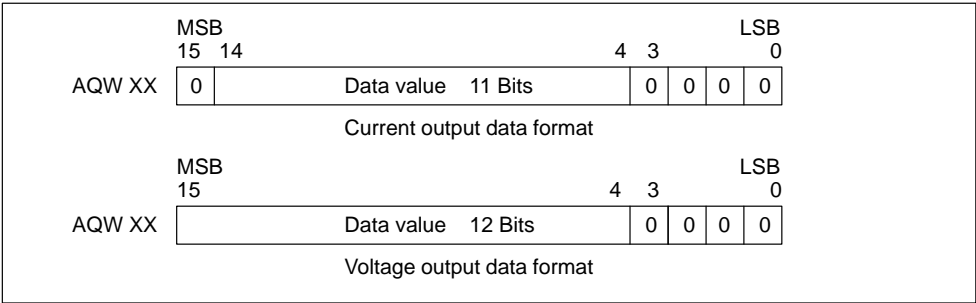 MSB LSB
15 14 4 3 0
AQW XX 0 Data value 11 Bits 0 0 0 0
Current output data format
MSB LSB
15 4 3 0
AQW XX Data value 12 Bits 0 0 0 0
Voltage output data format